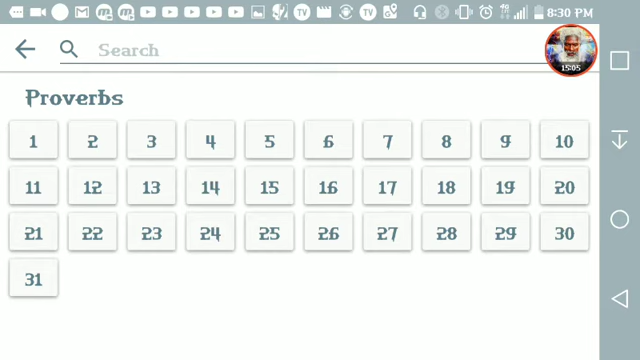 8:30 PM
Search
15:05
Proverbs
1 2 3 4 5 6 7 8 9 10
11 12 13 14 15 16 17 18 19 20
21 22 23 24 25 26 27 28 29 30
31